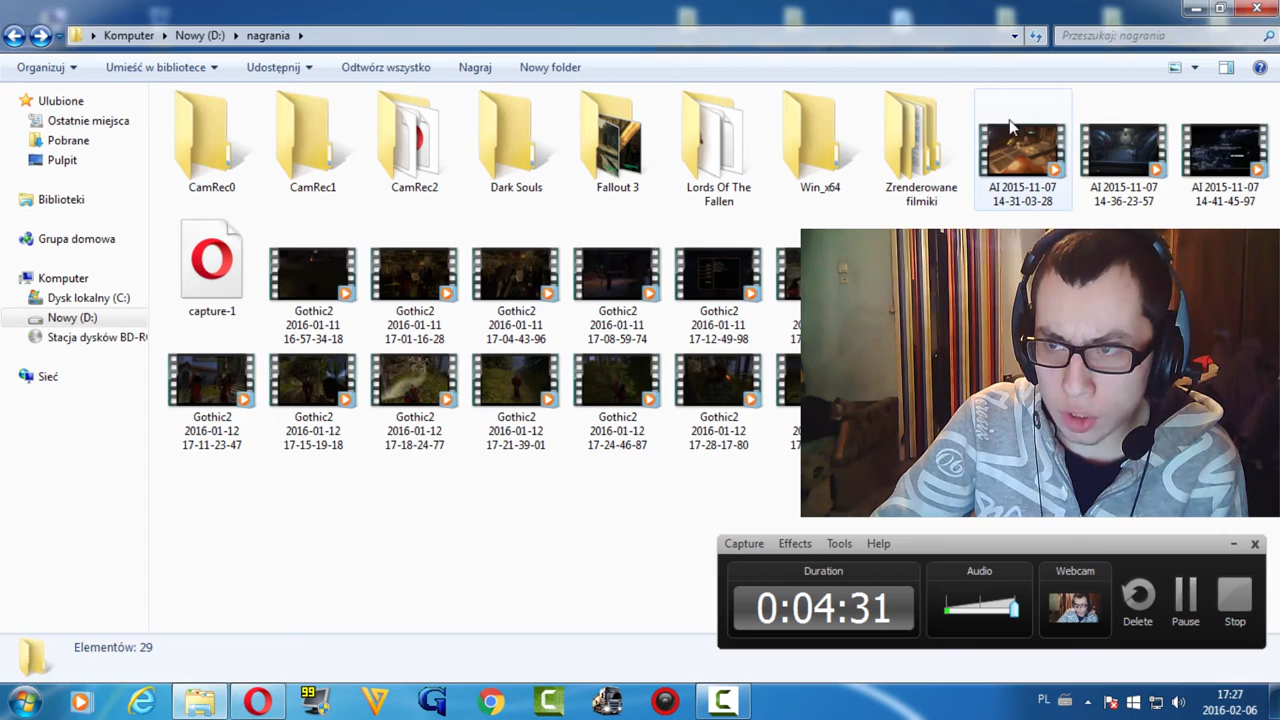 Komputer
Nowy (D:)
nagrania
Przeszukaj: nagrania
Organizuj
Umieść w bibliotece
Udostępnij
Odtwórz wszystko
Nagraj
Nowy folder
Ulubione
Ostatnie miejsca
Pobrane
Pulpit
Biblioteki
Grupa domowa
Komputer
Dysk lokalny (C:)
Nowy (D:)
Stacja dysków BD-R
Sieć
CamRec0
CamRec1
CamRec2
Dark Souls
Fallout 3
Lords Of The
Fallen
Win_x64
Zrenderowane
filmiki
AI 2015-11-07
14-31-03-28
AI 2015-11-07
14-36-23-57
AI 2015-11-07
14-41-45-97
capture-1
Gothic2
2016-01-11
16-57-34-18
Gothic2
2016-01-11
17-01-16-28
Gothic2
2016-01-11
17-04-43-96
Gothic2
2016-01-11
17-08-59-74
Gothic2
2016-01-11
17-12-49-98
Gothic2
2016-01-12
17-11-23-47
Gothic2
2016-01-12
17-15-19-18
Gothic2
2016-01-12
17-18-24-77
Gothic2
2016-01-12
17-21-39-01
Gothic2
2016-01-12
17-24-46-87
Gothic2
2016-01-12
17-28-17-80
06
Capture
Effects
Tools
Help
Duration
0:04:31
Audio
Webcam
Delete
Pause
Stop
Elementów: 29
99
PL
17:27
2016-02-06